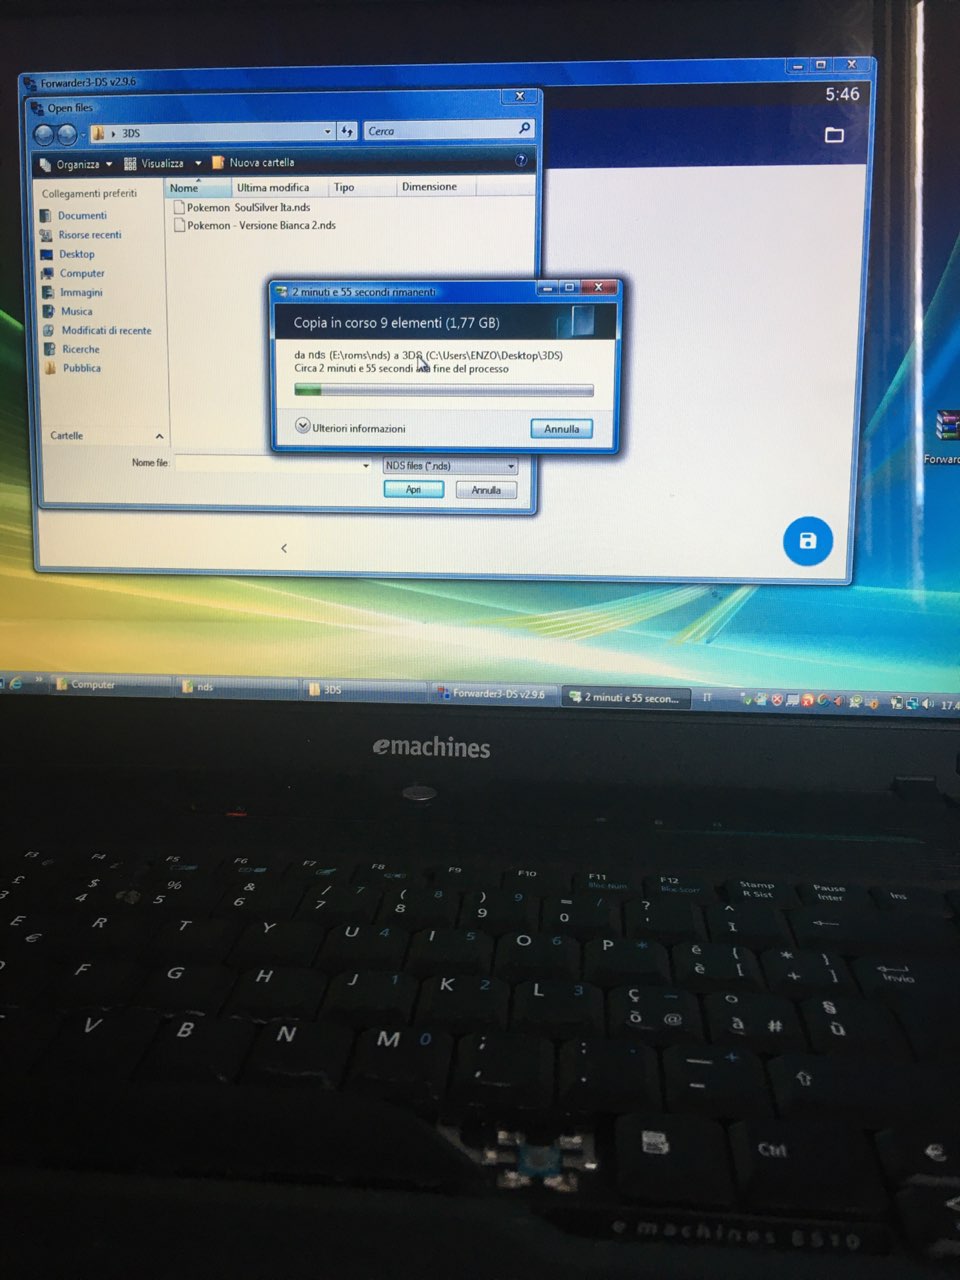 Forwarder3-DS v2.9.6
Open files
5:46
3DS
Cerca
Organizza
Visualizza
Nuova cartella
Collegamenti preferiti
Nome
Ultima modifica
Tipo
Dimensione
Documenti
Risorse recenti
Desktop
Computer
Immagini
Musica
Modificati di recente
Ricerche
Pubblica
Cartelle
Pokemon SoulSilver Ita.nds
Pokemon - Versione Bianca 2.nds
2 minuti e 55 secondi rimanenti
Copia in corso 9 elementi (1,77 GB)
da nds (E:\roms\nds) a 3DS (C:\Users\ENZO\Desktop\3DS)
Circa 2 minuti e 55 secondi alla fine del processo
Ulteriori informazioni
Annulla
Nome file:
NDS files (*.nds)
Apri
Annulla
Forward
Computer
nds
3DS
Forwarder3-DS v2.9.6
2 minuti e 55 secon...
IT
17.4
emachines
F3 F4 F5 F6 F7 F8 F9 F10 F11 F12 Stamp Pause Ins
Bloc Num Bloc Scorr R Sist Inter
£ $ % & / 7 ( 8 ) 9 = / ? ^
4 5 6 7 8 9 0 ' Ì
E € R T Y U 4 I 5 O 6 P * é è { [ * + } ]
Invio
F G H J 1 K 2 L 3 ç ò @ ° à # § ù
V B N M 0 ; , : . _ - +
Ctrl €
emachines E510